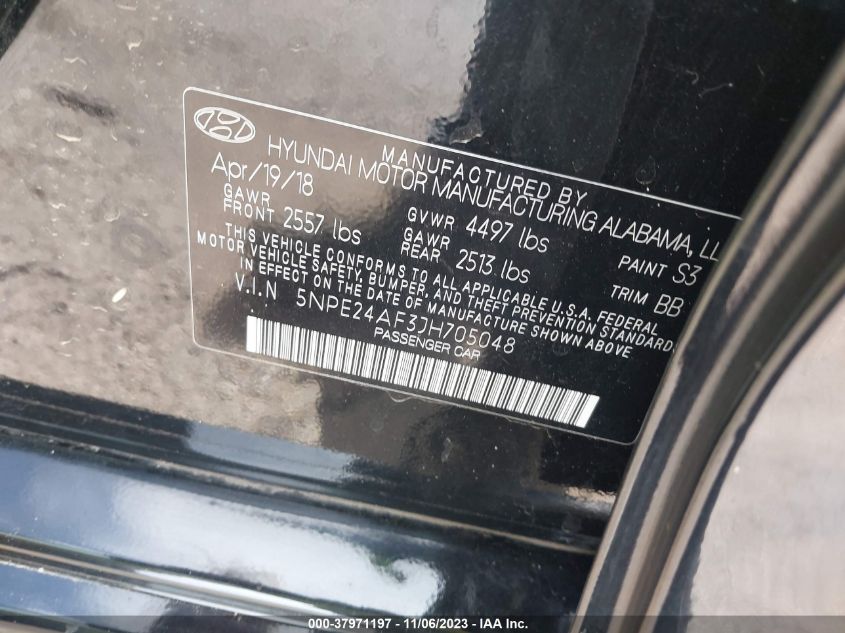 MANUFACTURED BY
HYUNDAI MOTOR MANUFACTURING ALABAMA, LL
Apr/19/18
GAWR
FRONT 2557 lbs
GVWR 4497 lbs
GAWR
REAR 2513 lbs
PAINT S3
TRIM BB
THIS VEHICLE CONFORMS TO ALL APPLICABLE U.S.A. FEDERAL
MOTOR VEHICLE SAFETY, BUMPER, AND THEFT PREVENTION STANDARDS
IN EFFECT ON THE DATE OF MANUFACTURE SHOWN ABOVE
V.I.N 5NPE24AF3JH705048
PASSENGER CAR
000-37971197 - 11/06/2023 - IAA Inc.